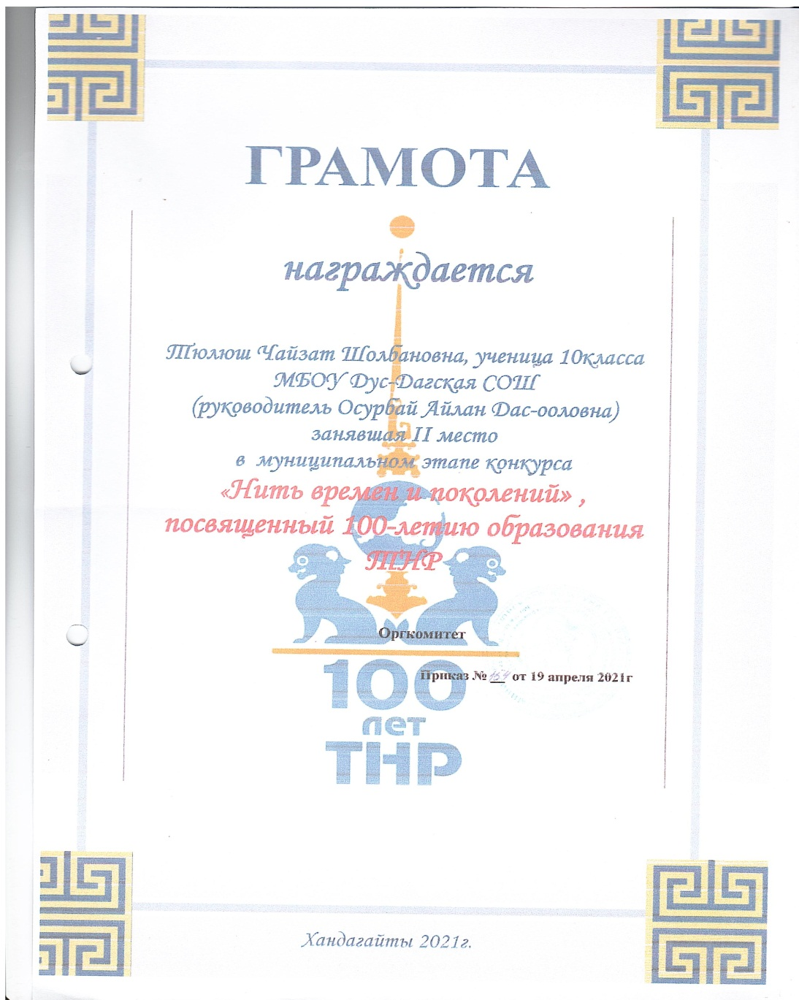 ГРАМОТА
награждается
Тюлюш Чайзат Шолбановна, ученица 10класса
МБОУ Дус-Дагская СОШ
(руководитель Осурбай Айлан Дас-ооловна)
занявшая II место
в муниципальном этапе конкурса
«Нить времен и поколений» ,
посвященный 100-летию образования
ТНР
Оргкомитет
Приказ № 154 от 19 апреля 2021г
100
лет
ТНР
Хандагайты 2021г.